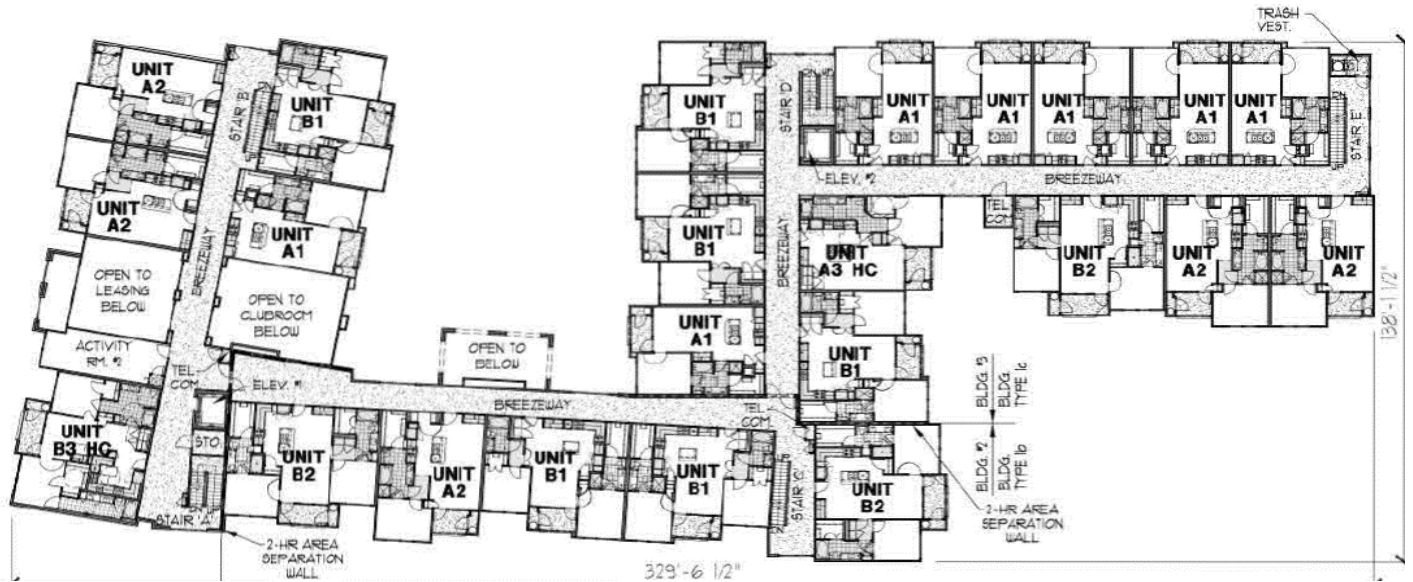 TRASH
VEST.
UNIT
A2
STAIR 'B'
UNIT
B1
UNIT
B1
STAIR 'D'
UNIT
A1
UNIT
A1
UNIT
A1
UNIT
A1
UNIT
A1
STAIR 'E'
ELEV. #2
BREEZEWAY
UNIT
A2
BREEZEWAY
UNIT
A1
UNIT
B1
BREEZEWAY
UNIT
A3 HC
TEL
COM.
UNIT
B2
UNIT
A2
UNIT
A2
OPEN TO
LEASING
BELOW
OPEN TO
CLUBROOM
BELOW
138'-1 1/2"
ACTIVITY
RM. #2
OPEN TO
BELOW
UNIT
A1
UNIT
B1
TEL
COM.
ELEV. #1
BREEZEWAY
TEL
COM.
BLDG. #3
BLDG.
TYPE 1c
UNIT
B3 HC
STO.
UNIT
B2
UNIT
A2
UNIT
B1
UNIT
B1
STAIR 'C'
UNIT
B2
BLDG. #2
BLDG.
TYPE 1b
2-HR AREA
SEPARATION
WALL
STAIR 'A'
2-HR AREA
SEPARATION
WALL
329'-6 1/2"